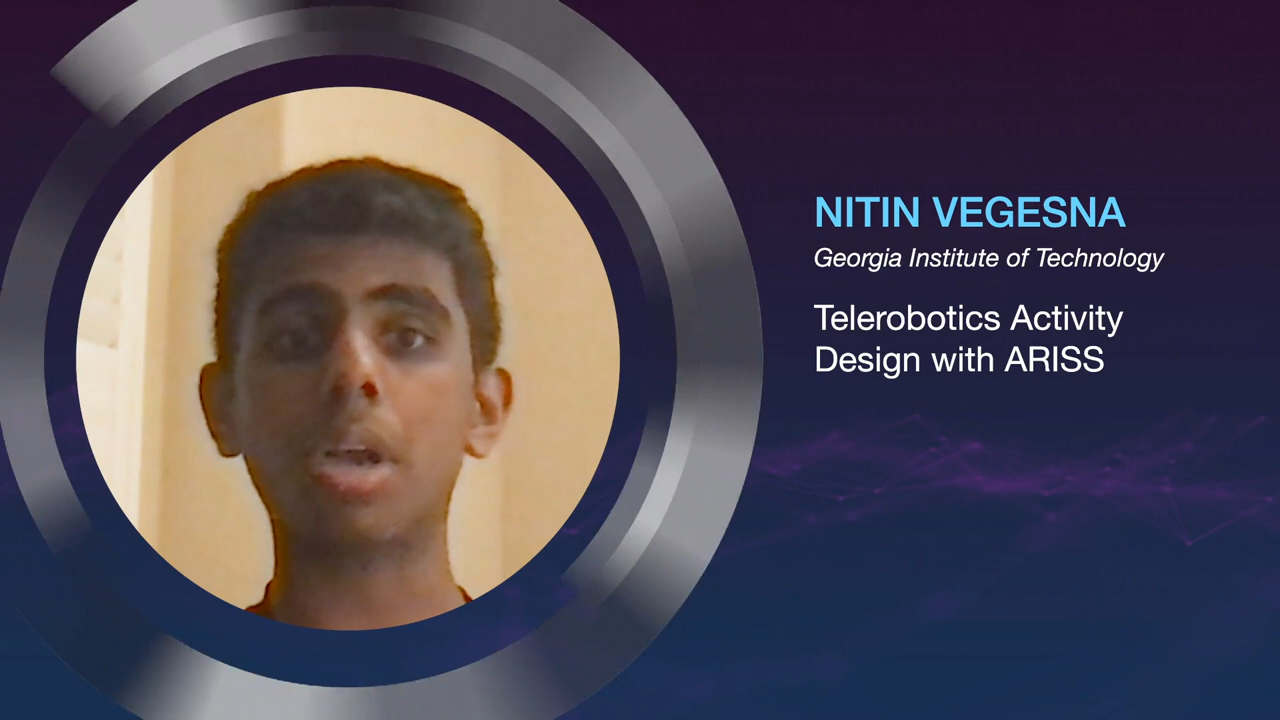 NITIN VEGESNA
Georgia Institute of Technology
Telerobotics Activity
Design with ARISS